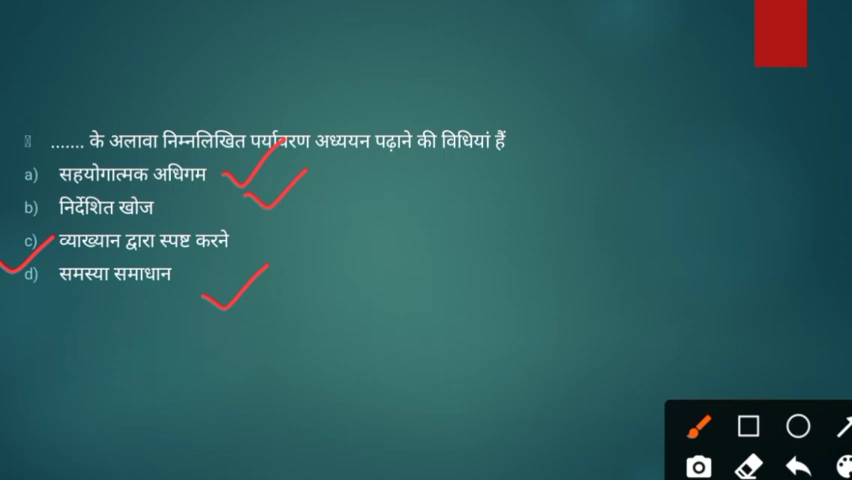 ....... के अलावा निम्नलिखित पर्यावरण अध्ययन पढ़ाने की विधियां हैं
a) सहयोगात्मक अधिगम
b) निर्देशित खोज
c) व्याख्यान द्वारा स्पष्ट करने
d) समस्या समाधान